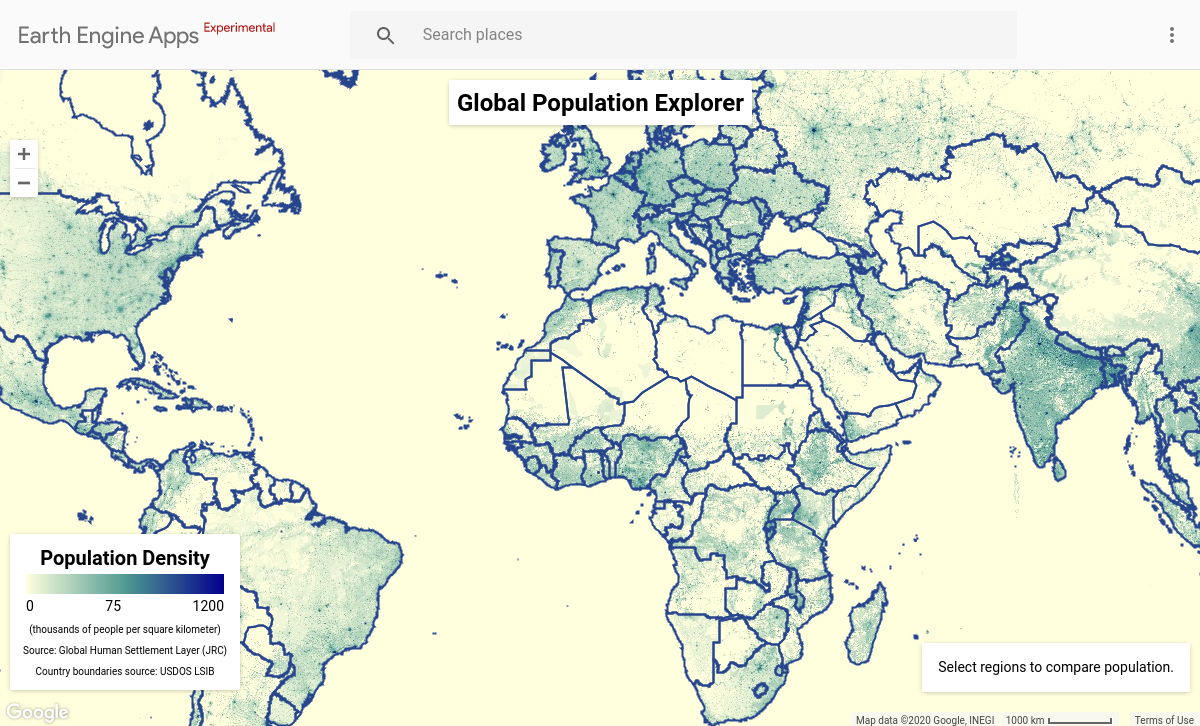 Earth Engine Apps Experimental
Search places
Global Population Explorer
+
−
Population Density
0 75 1200
(thousands of people per square kilometer)
Source: Global Human Settlement Layer (JRC)
Country boundaries source: USDOS LSIB
Select regions to compare population.
Google
Map data ©2020 Google, INEGI 1000 km Terms of Use